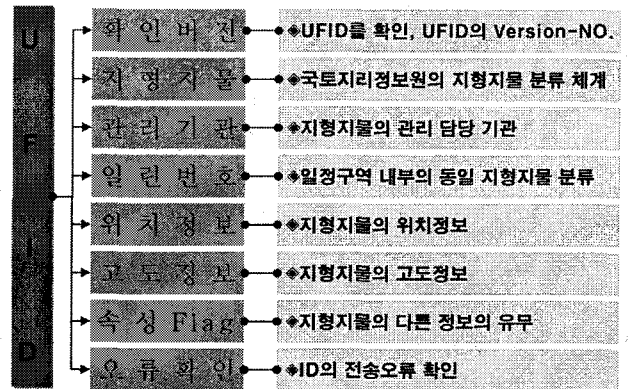 UFID
확인버전
◈UFID를 확인, UFID의 Version-NO.
지형지물
◈국토지리정보원의 지형지물 분류 체계
관리기관
◈지형지물의 관리 담당 기관
일련번호
◈일정구역 내부의 동일 지형지물 분류
위치정보
◈지형지물의 위치정보
고도정보
◈지형지물의 고도정보
속성 Flag
◈지형지물의 다른 정보의 유무
오류확인
◈ID의 전송오류 확인